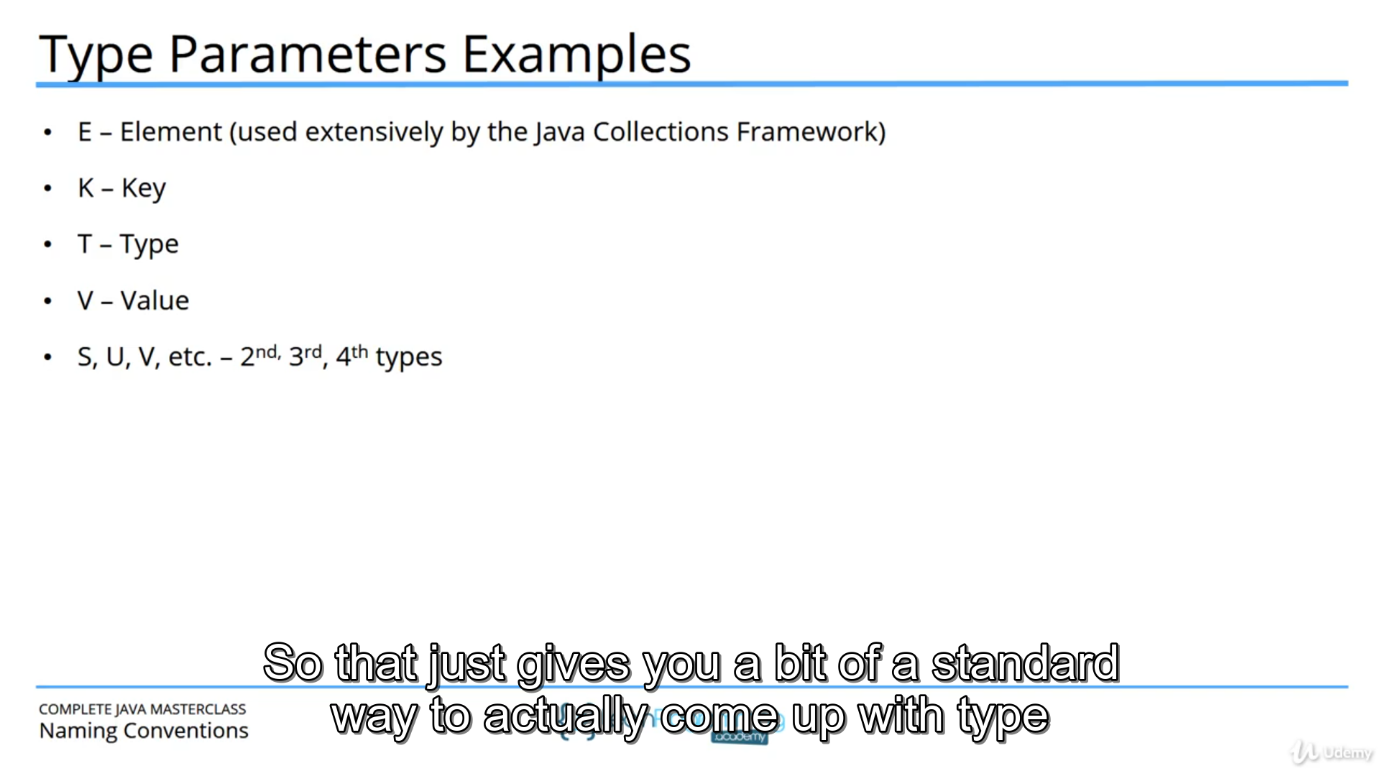 Type Parameters Examples
• E – Element (used extensively by the Java Collections Framework)
• K – Key
• T – Type
• V – Value
• S, U, V, etc. – 2nd, 3rd, 4th types
So that just gives you a bit of a standard
way to actually come up with type
COMPLETE JAVA MASTERCLASS
Naming Conventions
academy
Udemy